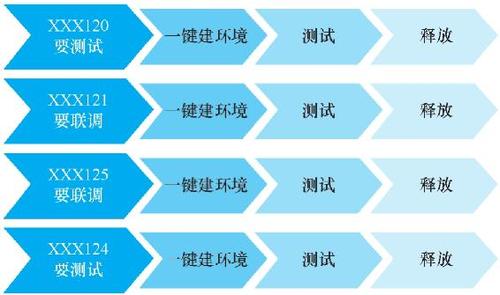 XXX120
要测试
一键建环境
测试
释放
XXX121
要联调
一键建环境
测试
释放
XXX125
要联调
一键建环境
测试
释放
XXX124
要测试
一键建环境
测试
释放